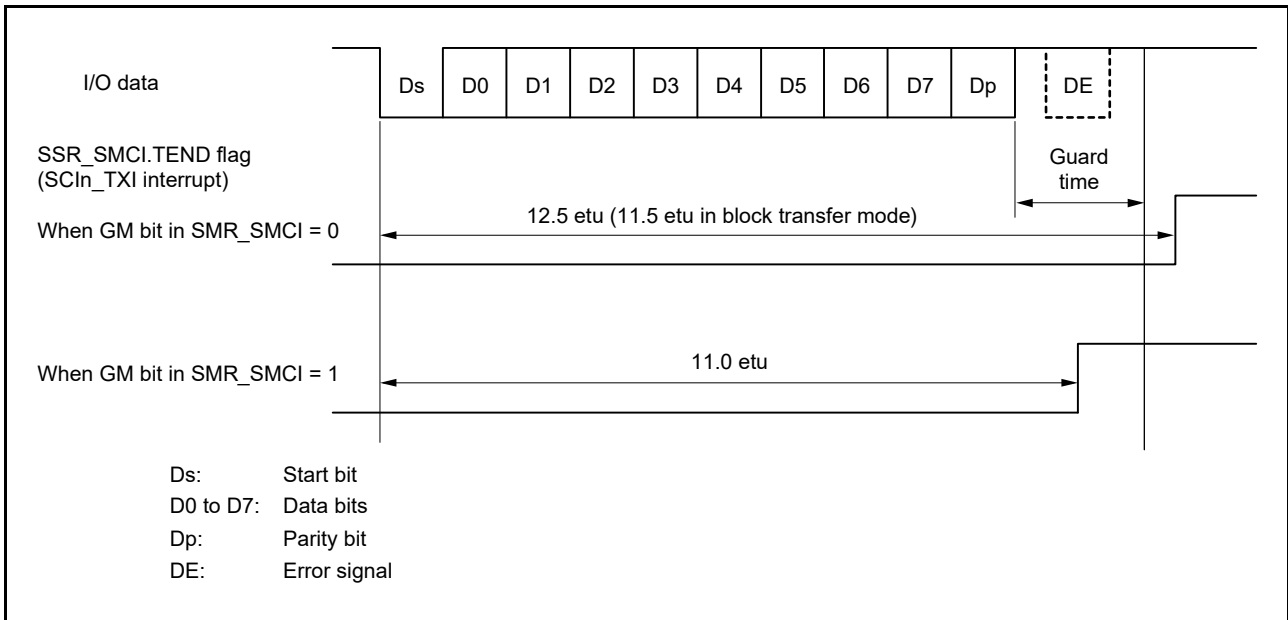 I/O data
Ds D0 D1 D2 D3 D4 D5 D6 D7 Dp DE
SSR_SMCI.TEND flag
(SCIn_TXI interrupt)
Guard
time
When GM bit in SMR_SMCI = 0
12.5 etu (11.5 etu in block transfer mode)
When GM bit in SMR_SMCI = 1
11.0 etu
Ds: Start bit
D0 to D7: Data bits
Dp: Parity bit
DE: Error signal